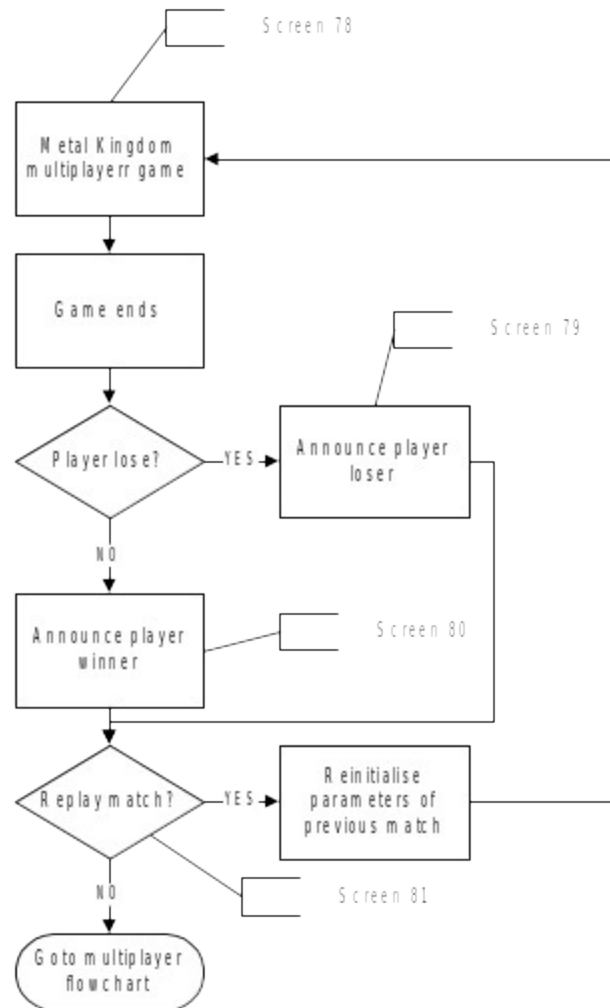 Screen 78
Metal Kingdom
multiplayerr game
Game ends
Screen 79
Player lose?
YES
Announce player
loser
NO
Announce player
winner
Screen 80
Replay match?
YES
Reinitialise
parameters of
previous match
Screen 81
NO
Goto multiplayer
flowchart